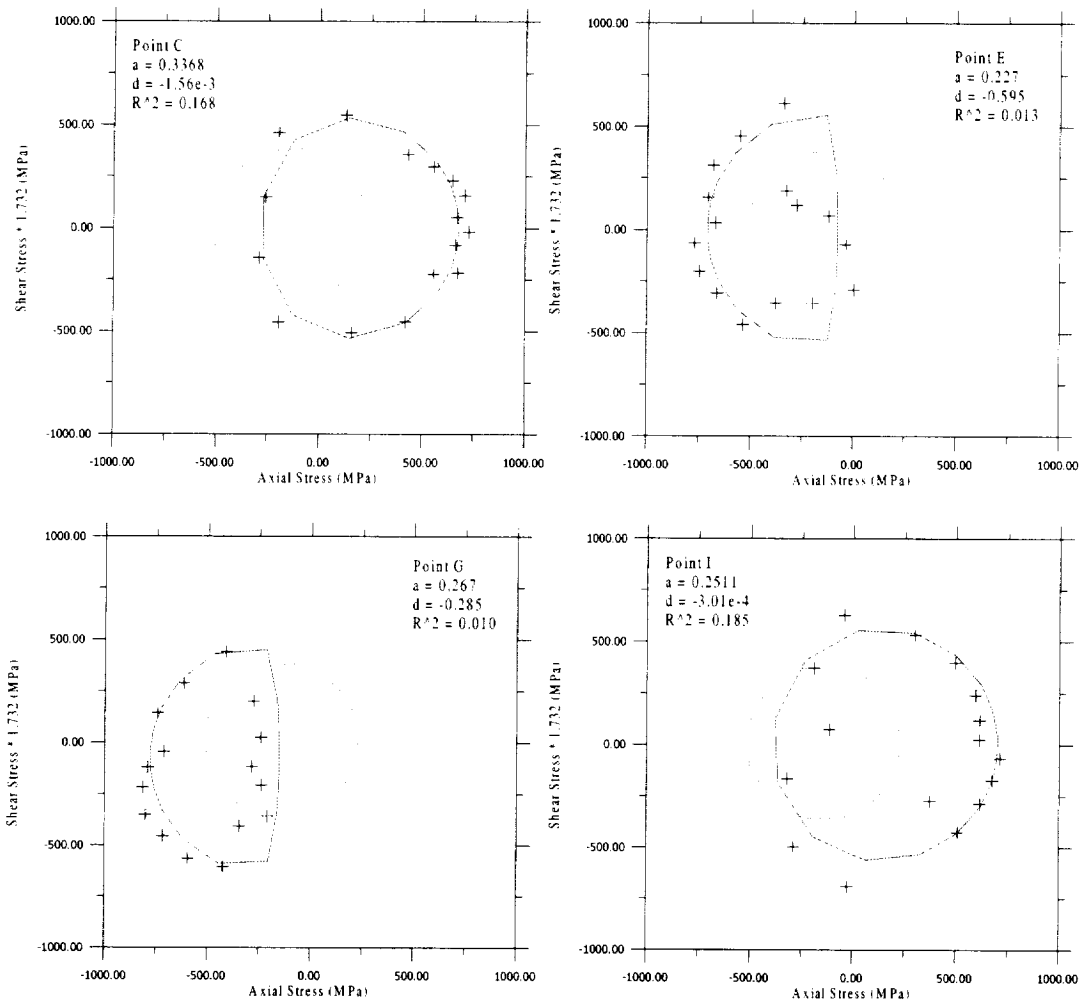 1000.00
500.00
0.00
-500.00
-1000.00
Shear Stress * 1.732 (MPa)
Point C
a = 0.3368
d = -1.56e-3
R^2 = 0.168
-1000.00 -500.00 0.00 500.00 1000.00
Axial Stress (MPa)
1000.00
500.00
0.00
-500.00
-1000.00
Shear Stress * 1.732 (MPa)
Point E
a = 0.227
d = -0.595
R^2 = 0.013
-1000.00 -500.00 0.00 500.00 1000.00
Axial Stress (MPa)
1000.00
500.00
0.00
-500.00
-1000.00
Shear Stress * 1.732 (MPa)
Point G
a = 0.267
d = -0.285
R^2 = 0.010
-1000.00 -500.00 0.00 500.00 1000.00
Axial Stress (MPa)
1000.00
500.00
0.00
-500.00
-1000.00
Shear Stress * 1.732 (MPa)
Point I
a = 0.2511
d = -3.01e-4
R^2 = 0.185
-1000.00 -500.00 0.00 500.00 1000.00
Axial Stress (MPa)